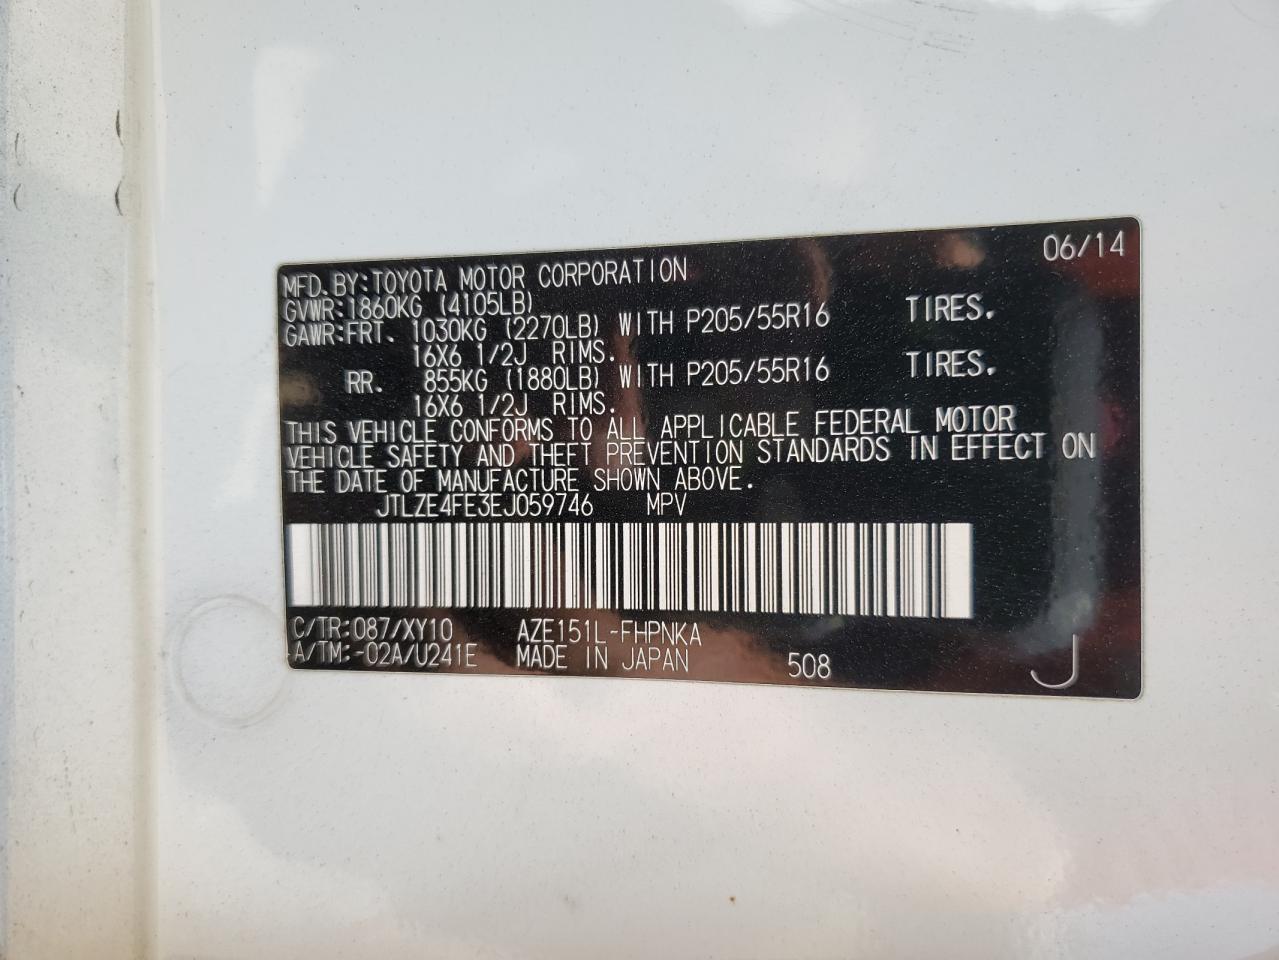 06/14
MFD. BY: TOYOTA MOTOR CORPORATION
GVWR: 1860KG (4105LB)
GAWR: FRT. 1030KG (2270LB) WITH P205/55R16 TIRES.
16X6 1/2J RIMS.
RR. 855KG (1880LB) WITH P205/55R16 TIRES.
16X6 1/2J RIMS.
THIS VEHICLE CONFORMS TO ALL APPLICABLE FEDERAL MOTOR
VEHICLE SAFETY AND THEFT PREVENTION STANDARDS IN EFFECT ON
THE DATE OF MANUFACTURE SHOWN ABOVE.
JTLZE4FE3EJ059746 MPV
C/TR: 087/XY10 AZE151L-FHPNKA
A/TM: -02A/U241E MADE IN JAPAN 508 J